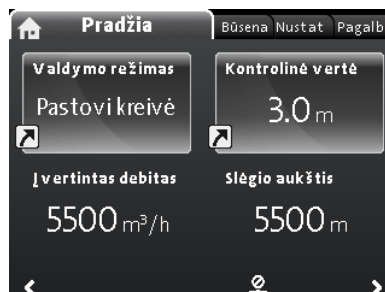 Pradžia Būsena Nustat Pagalb
Valdymo režimas Kontrolinė vertė
Pastovi kreivė 3.0 m
Įvertintas debitas Slėgio aukštis
5500 m³/h 5500 m